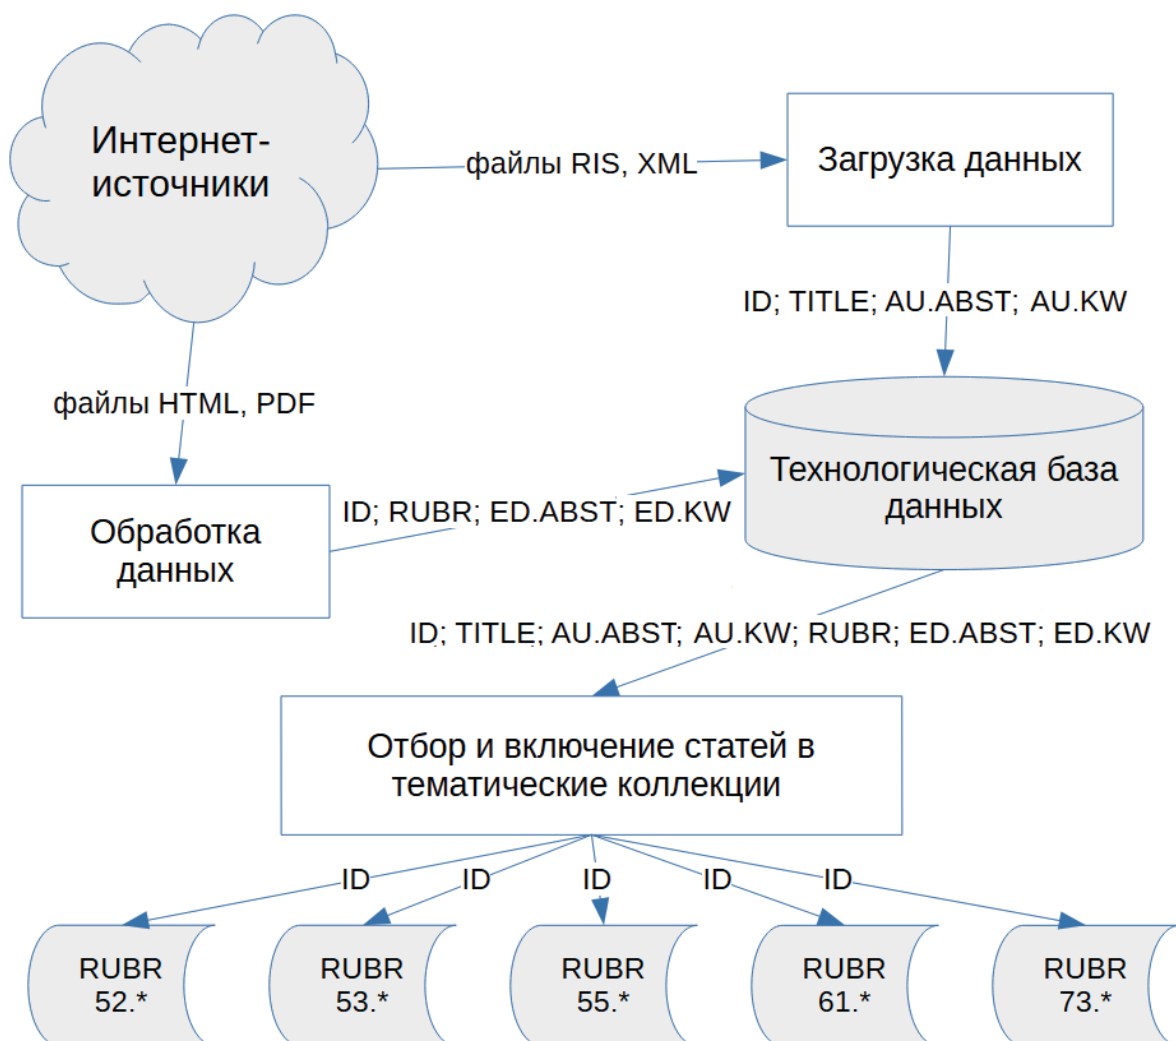 Интернет-
источники
файлы RIS, XML
Загрузка данных
ID; TITLE; AU.ABST; AU.KW
файлы HTML, PDF
Технологическая база
данных
Обработка
данных
ID; RUBR; ED.ABST; ED.KW
ID; TITLE; AU.ABST; AU.KW; RUBR; ED.ABST; ED.KW
Отбор и включение статей в
тематические коллекции
ID
ID
ID
ID
ID
RUBR
52.*
RUBR
53.*
RUBR
55.*
RUBR
61.*
RUBR
73.*